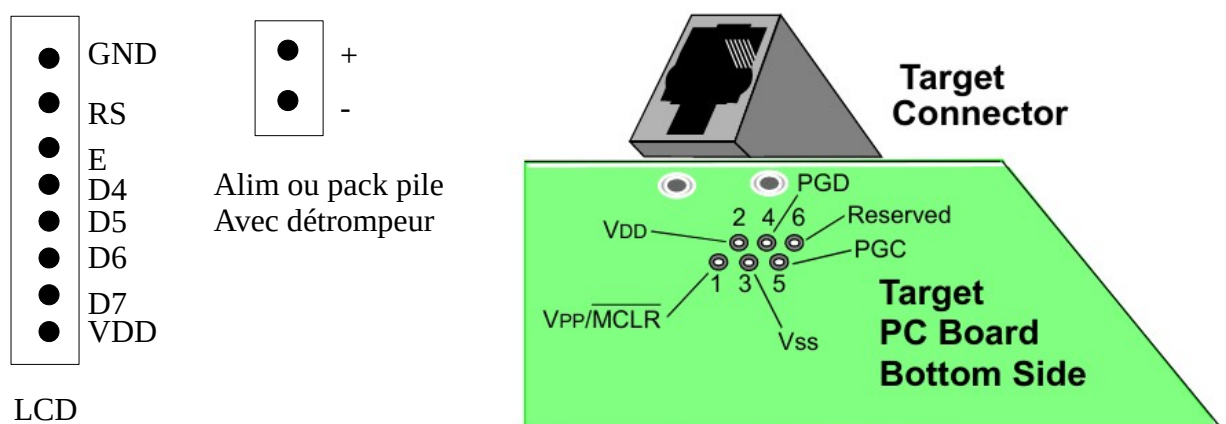 GND
RS
E
D4
D5
D6
D7
VDD
LCD
+
-
Alim ou pack pile
Avec détrompeur
Target
Connector
PGD
2 4 6
Reserved
VDD
PGC
1 3 5
VPP/MCLR
Vss
Target
PC Board
Bottom Side